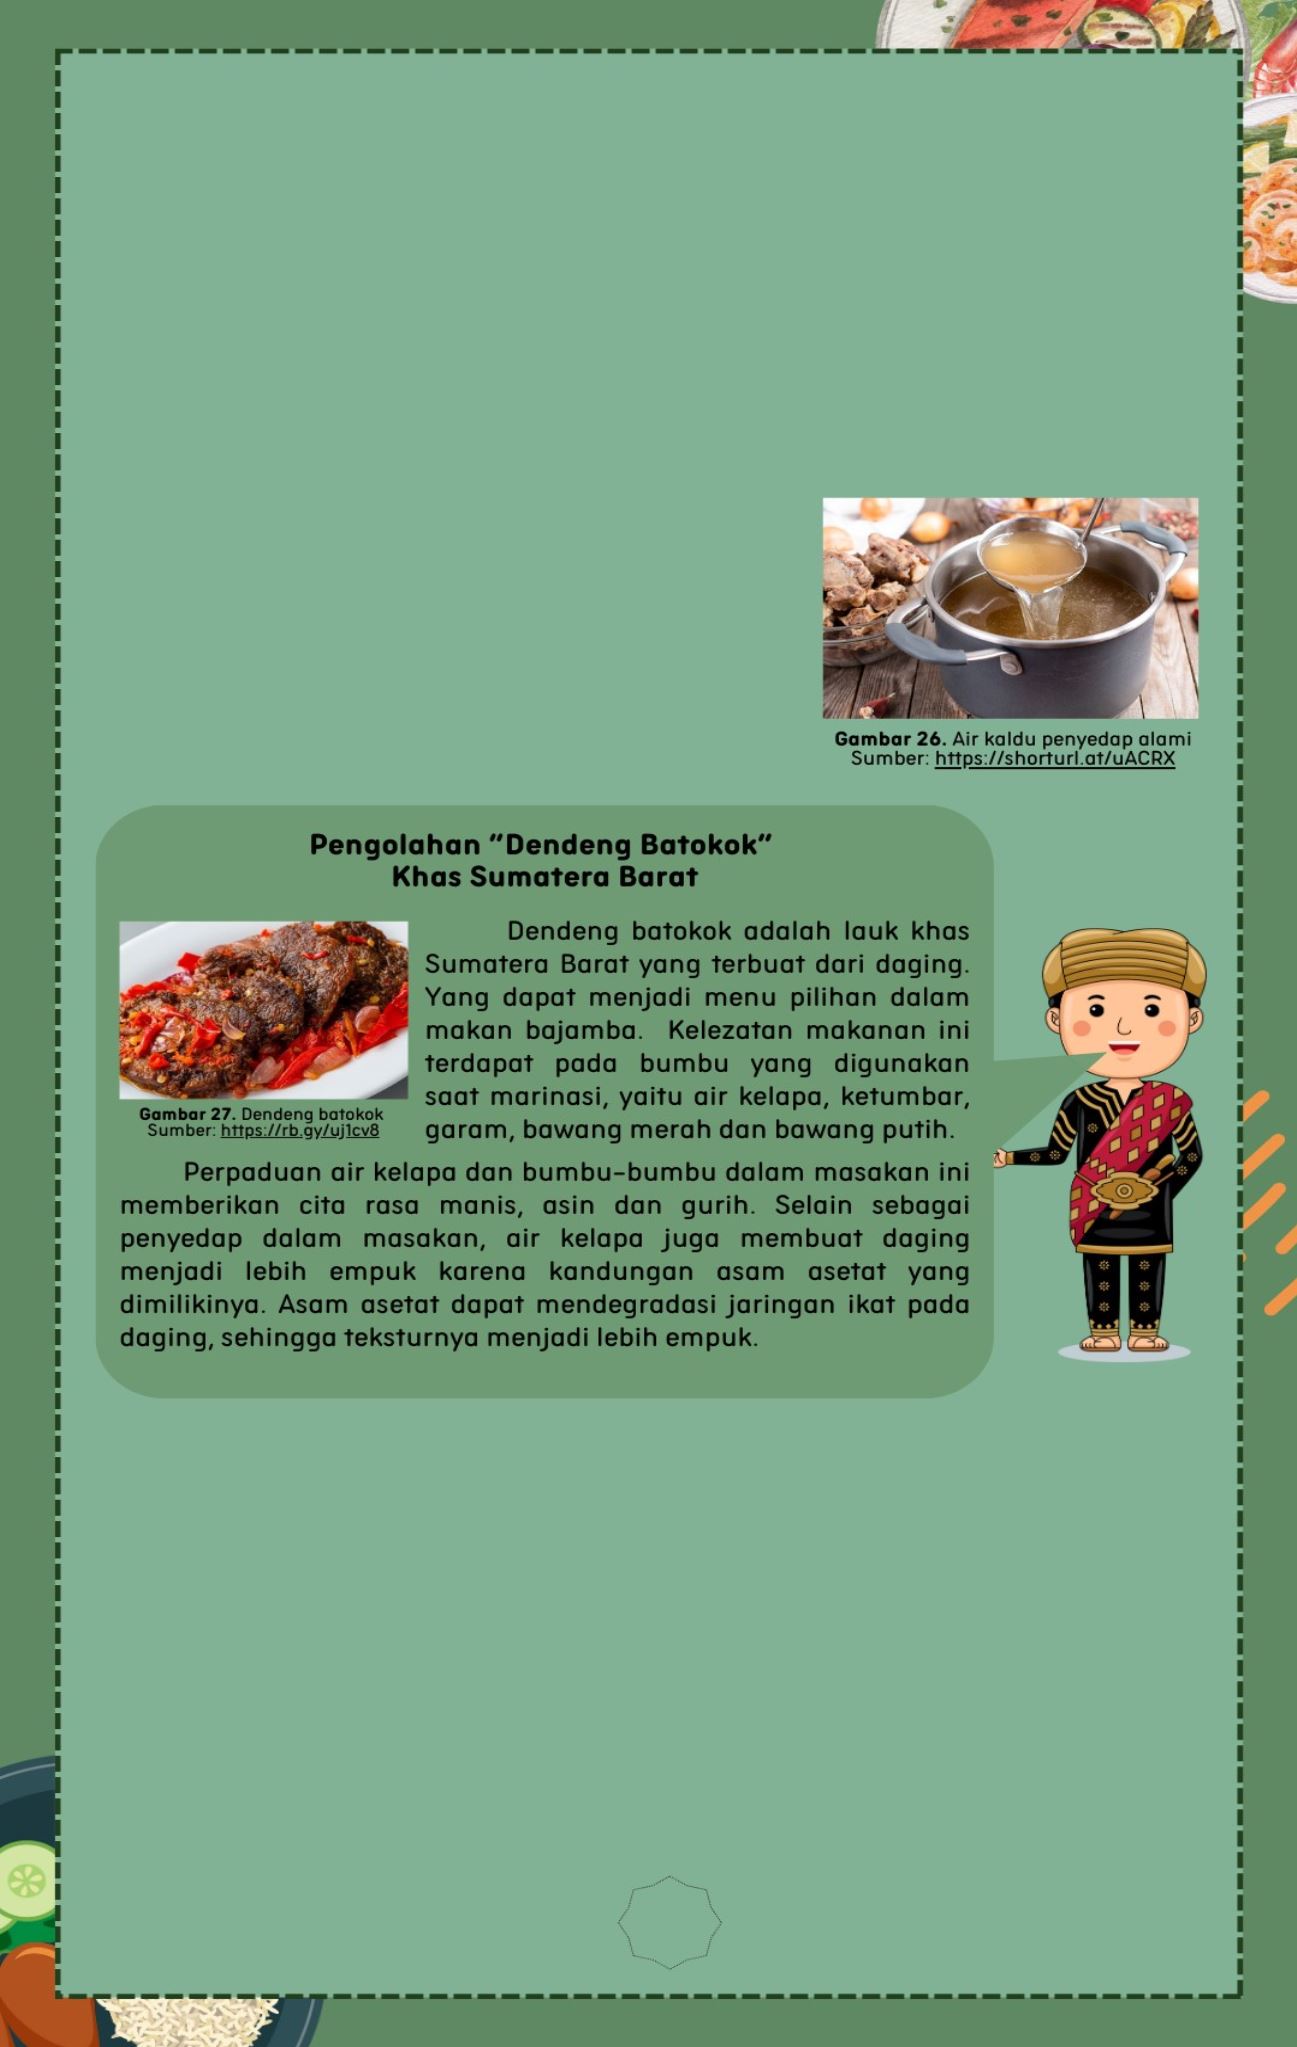 Gambar 26. Air kaldu penyedap alami
Sumber: https://shorturl.at/uACRX
Pengolahan “Dendeng Batokok”
Khas Sumatera Barat
Dendeng batokok adalah lauk khas
Sumatera Barat yang terbuat dari daging.
Yang dapat menjadi menu pilihan dalam
makan bajamba. Kelezatan makanan ini
terdapat pada bumbu yang digunakan
saat marinasi, yaitu air kelapa, ketumbar,
garam, bawang merah dan bawang putih.
Gambar 27. Dendeng batokok
Sumber: https://rb.gy/uj1cv8
Perpaduan air kelapa dan bumbu-bumbu dalam masakan ini
memberikan cita rasa manis, asin dan gurih. Selain sebagai
penyedap dalam masakan, air kelapa juga membuat daging
menjadi lebih empuk karena kandungan asam asetat yang
dimilikinya. Asam asetat dapat mendegradasi jaringan ikat pada
daging, sehingga teksturnya menjadi lebih empuk.